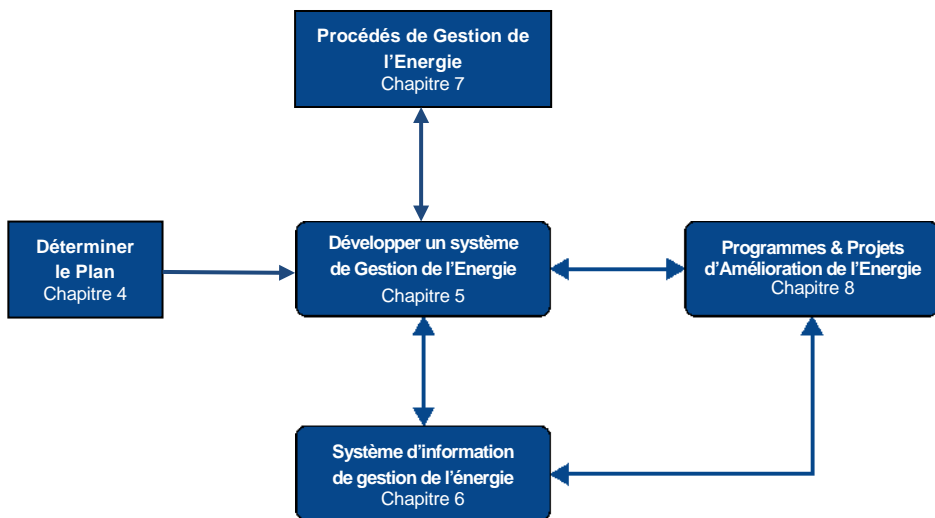 Procédés de Gestion de
l’Energie
Chapitre 7
Déterminer
le Plan
Chapitre 4
Développer un système
de Gestion de l’Energie
Chapitre 5
Programmes & Projets
d’Amélioration de l’Energie
Chapitre 8
Système d’information
de gestion de l’énergie
Chapitre 6